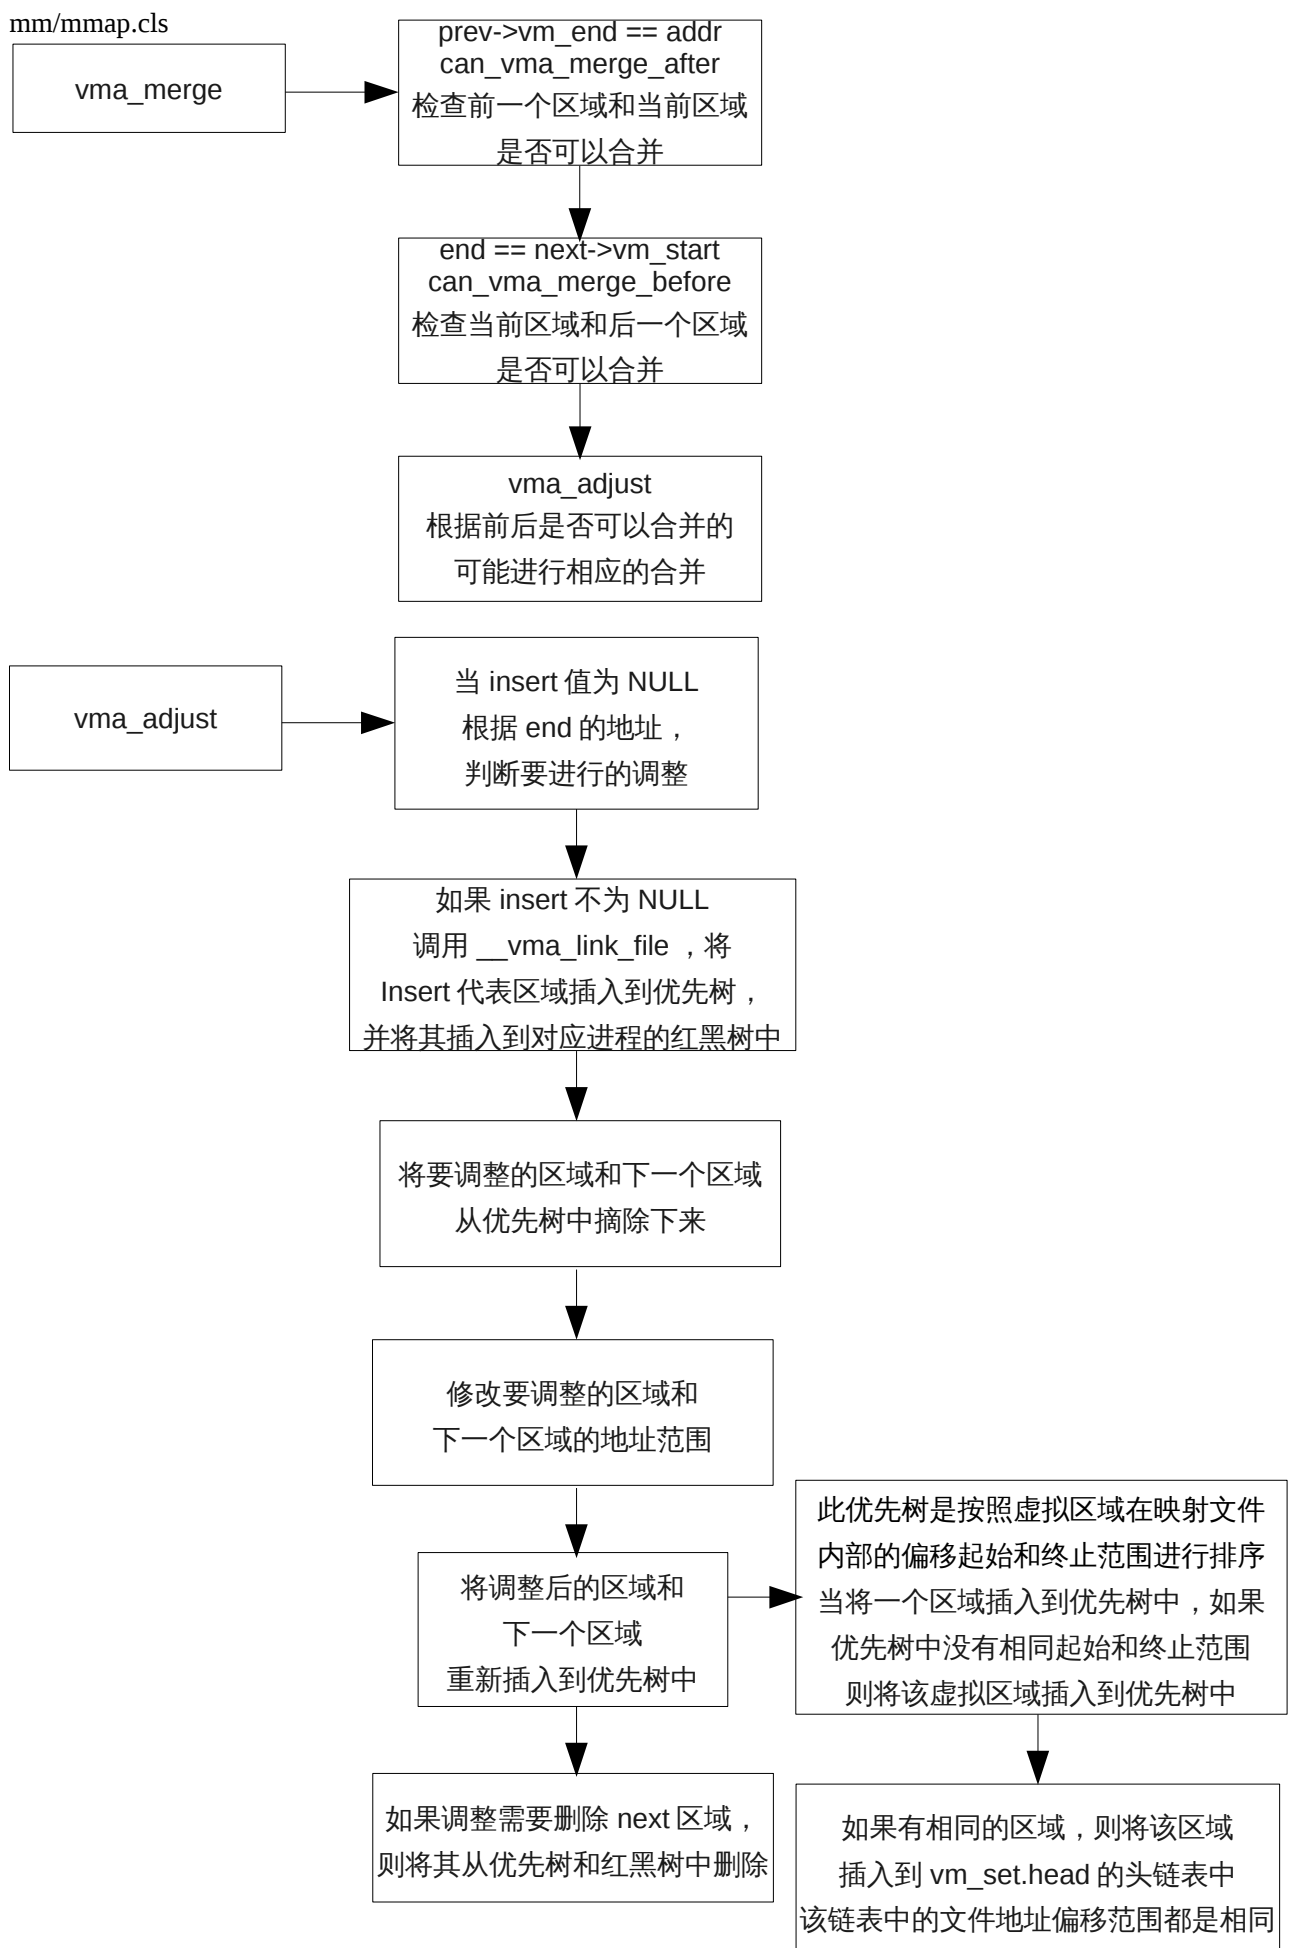 mm/mmap.cls
vma_merge
prev->vm_end == addr
can_vma_merge_after
检查前一个区域和当前区域
是否可以合并
end == next->vm_start
can_vma_merge_before
检查当前区域和后一个区域
是否可以合并
vma_adjust
根据前后是否可以合并的
可能进行相应的合并
vma_adjust
当 insert 值为 NULL
根据 end 的地址，
判断要进行的调整
如果 insert 不为 NULL
调用 __vma_link_file ，将
Insert 代表区域插入到优先树，
并将其插入到对应进程的红黑树中
将要调整的区域和下一个区域
从优先树中摘除下来
修改要调整的区域和
下一个区域的地址范围
将调整后的区域和
下一个区域
重新插入到优先树中
此优先树是按照虚拟区域在映射文件
内部的偏移起始和终止范围进行排序
当将一个区域插入到优先树中，如果
优先树中没有相同起始和终止范围
则将该虚拟区域插入到优先树中
如果调整需要删除 next 区域，
则将其从优先树和红黑树中删除
如果有相同的区域，则将该区域
插入到 vm_set.head 的头链表中
该链表中的文件地址偏移范围都是相同